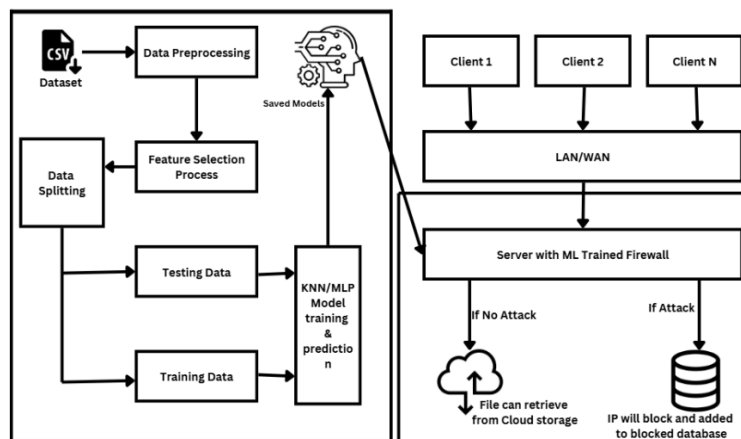 CSV
Dataset
Data Preprocessing
Saved Models
Feature Selection
Process
Data
Splitting
Testing Data
Training Data
KNN/MLP
Model
training
&
predictio
n
Client 1
Client 2
Client N
LAN/WAN
Server with ML Trained Firewall
If No Attack
If Attack
File can retrieve
from Cloud storage
IP will block and added
to blocked database